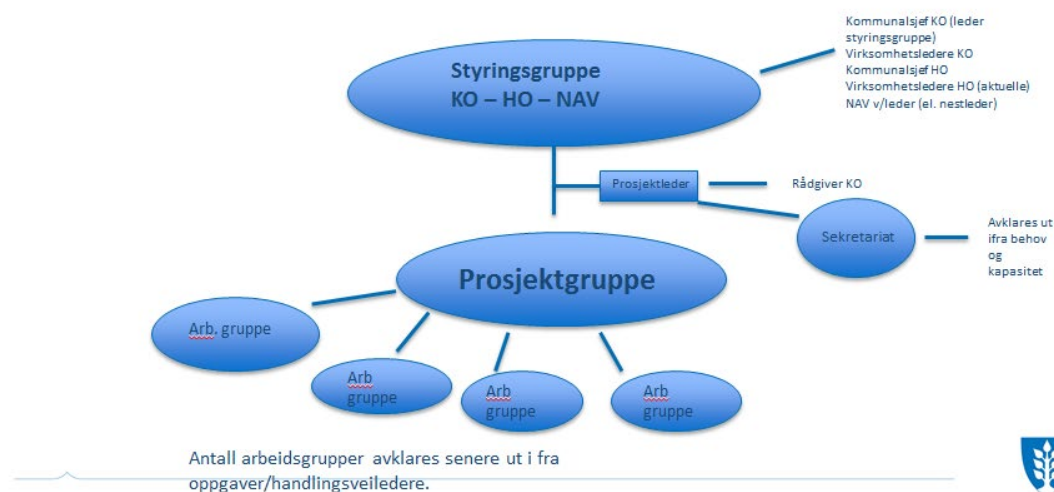 Kommunalsjef KO (leder
styringsgruppe)
Virksomhetsledere KO
Kommunalsjef HO
Virksomhetsledere HO (aktuelle)
NAV v/leder (el. nestleder)
Styringsgruppe
KO – HO – NAV
Prosjektleder
Rådgiver KO
Sekretariat
Avklares ut
ifra behov
og
kapasitet
Prosjektgruppe
Arb. gruppe
Arb
gruppe
Arb
gruppe
Arb
gruppe
Antall arbeidsgrupper avklares senere ut i fra
oppgaver/handlingsveiledere.